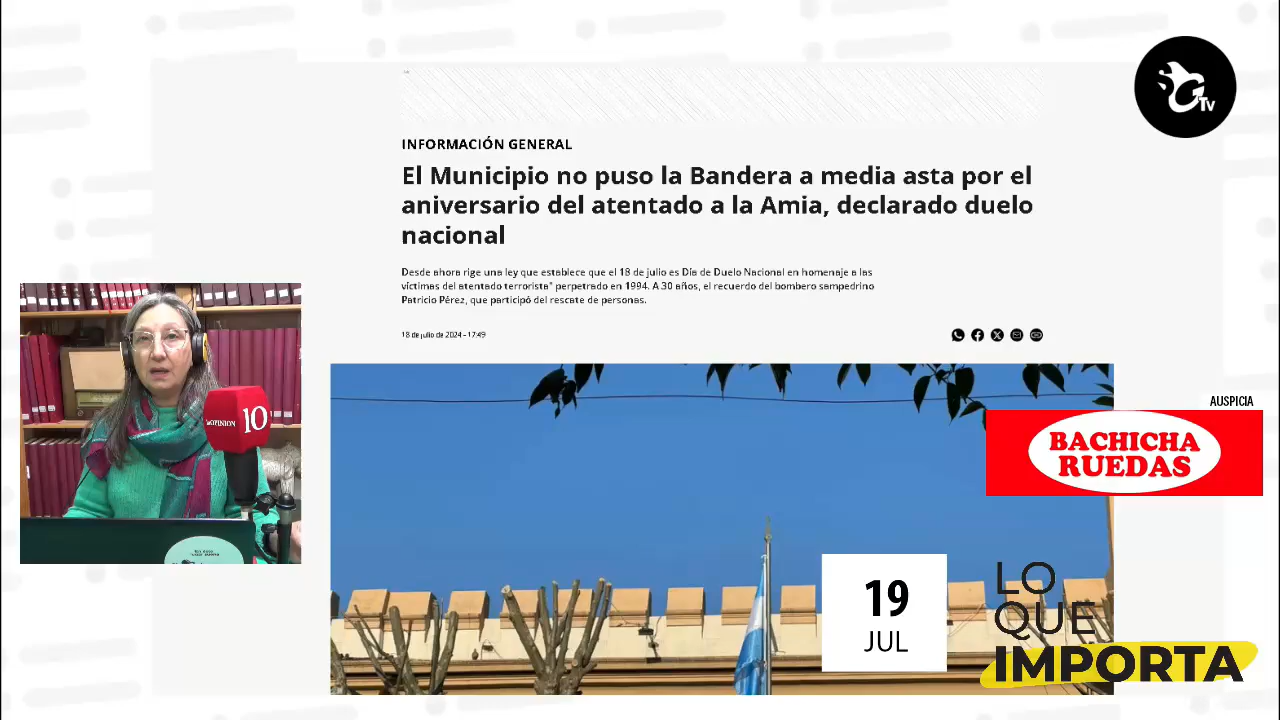 GTV
INFORMACIÓN GENERAL
El Municipio no puso la Bandera a media asta por el
aniversario del atentado a la Amia, declarado duelo
nacional
Desde ahora rige una ley que establece que el 18 de julio es Día de Duelo Nacional en homenaje a las
víctimas del atentado terrorista" perpetrado en 1994. A 30 años, el recuerdo del bombero sampedrino
Patricio Pérez, que participó del rescate de personas.
18 de julio de 2024 - 17:49
LAOPINION 10
AUSPICIA
BACHICHA
RUEDAS
19
JUL
LO
QUE
IMPORTA